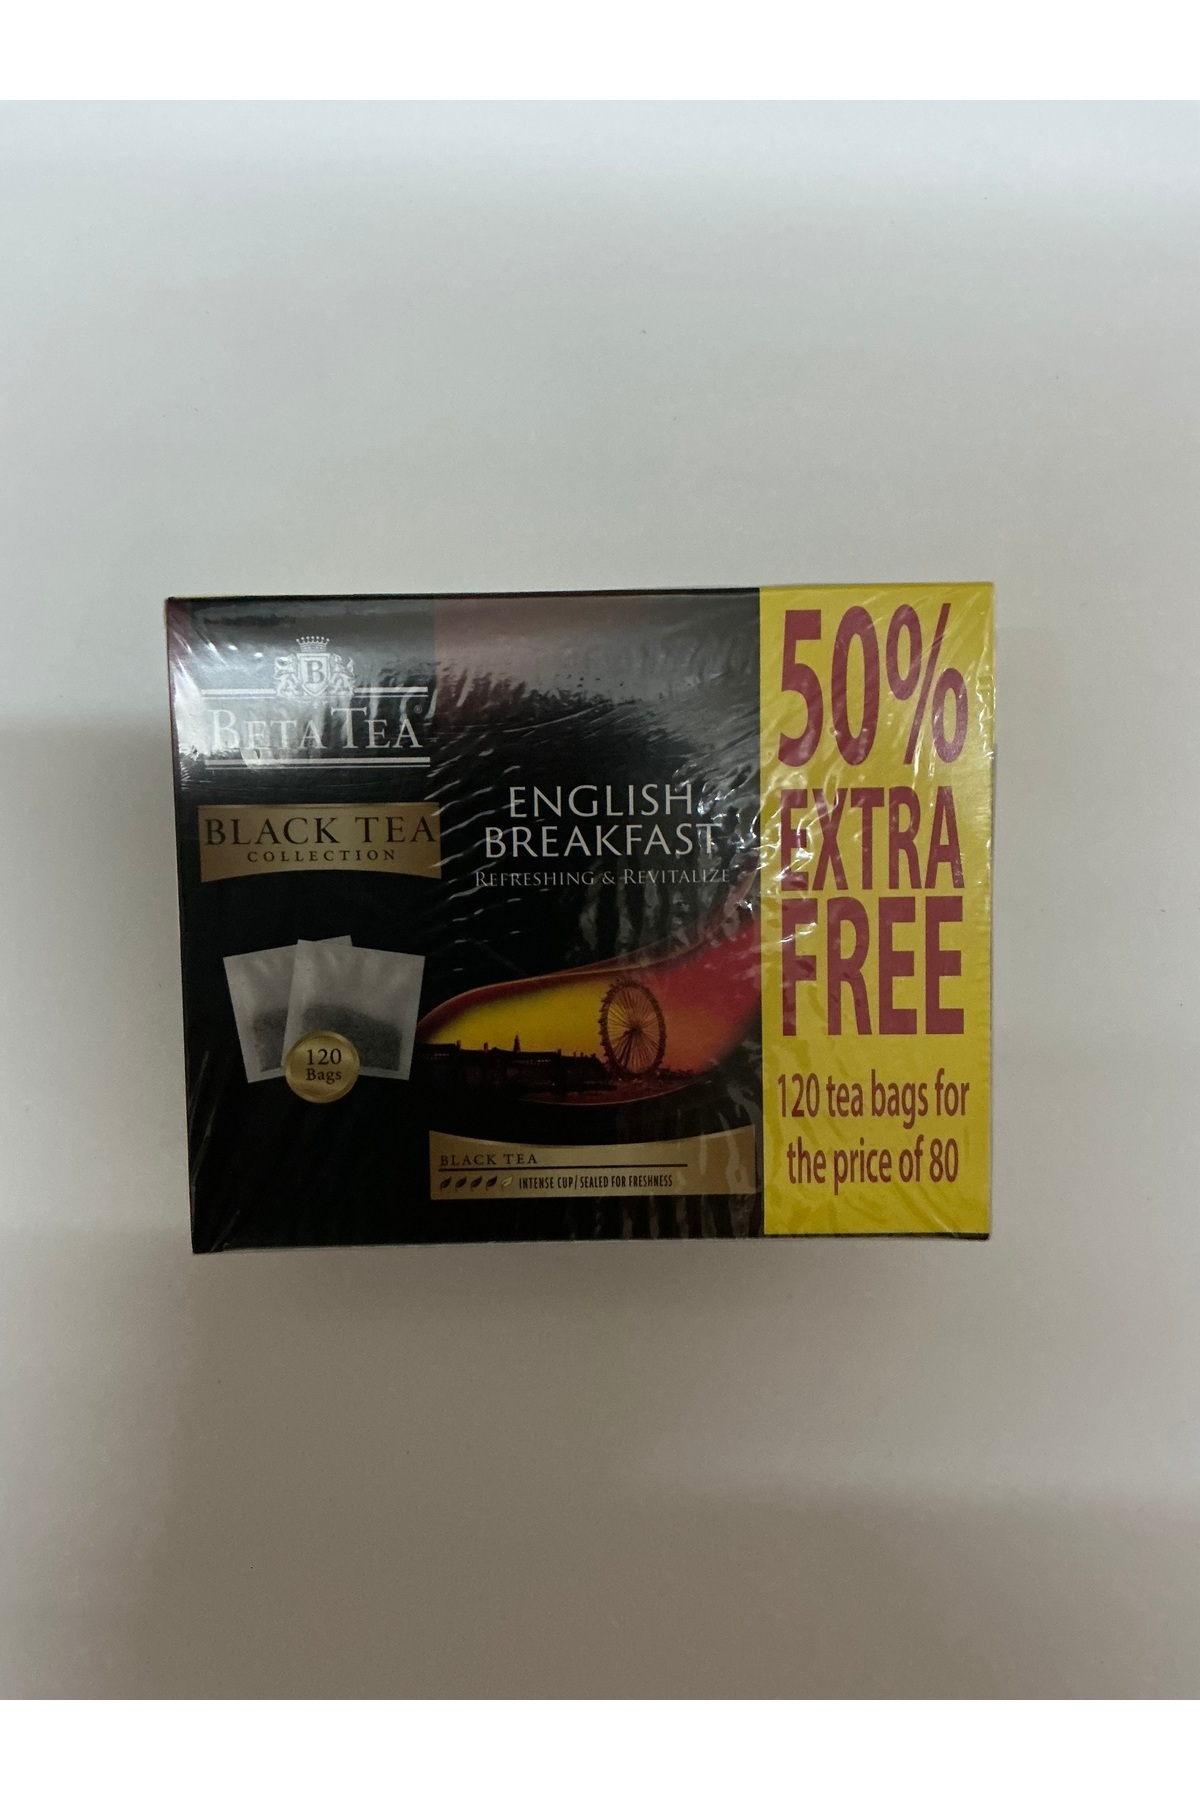 B
BETA TEA®
BLACK TEA
COLLECTION
120
Bags
ENGLISH
BREAKFAST
REFRESHING & REVITALIZE
BLACK TEA
INTENSE CUP/SEALED FOR FRESHNESS
50%
EXTRA
FREE
120 tea bags for
the price of 80